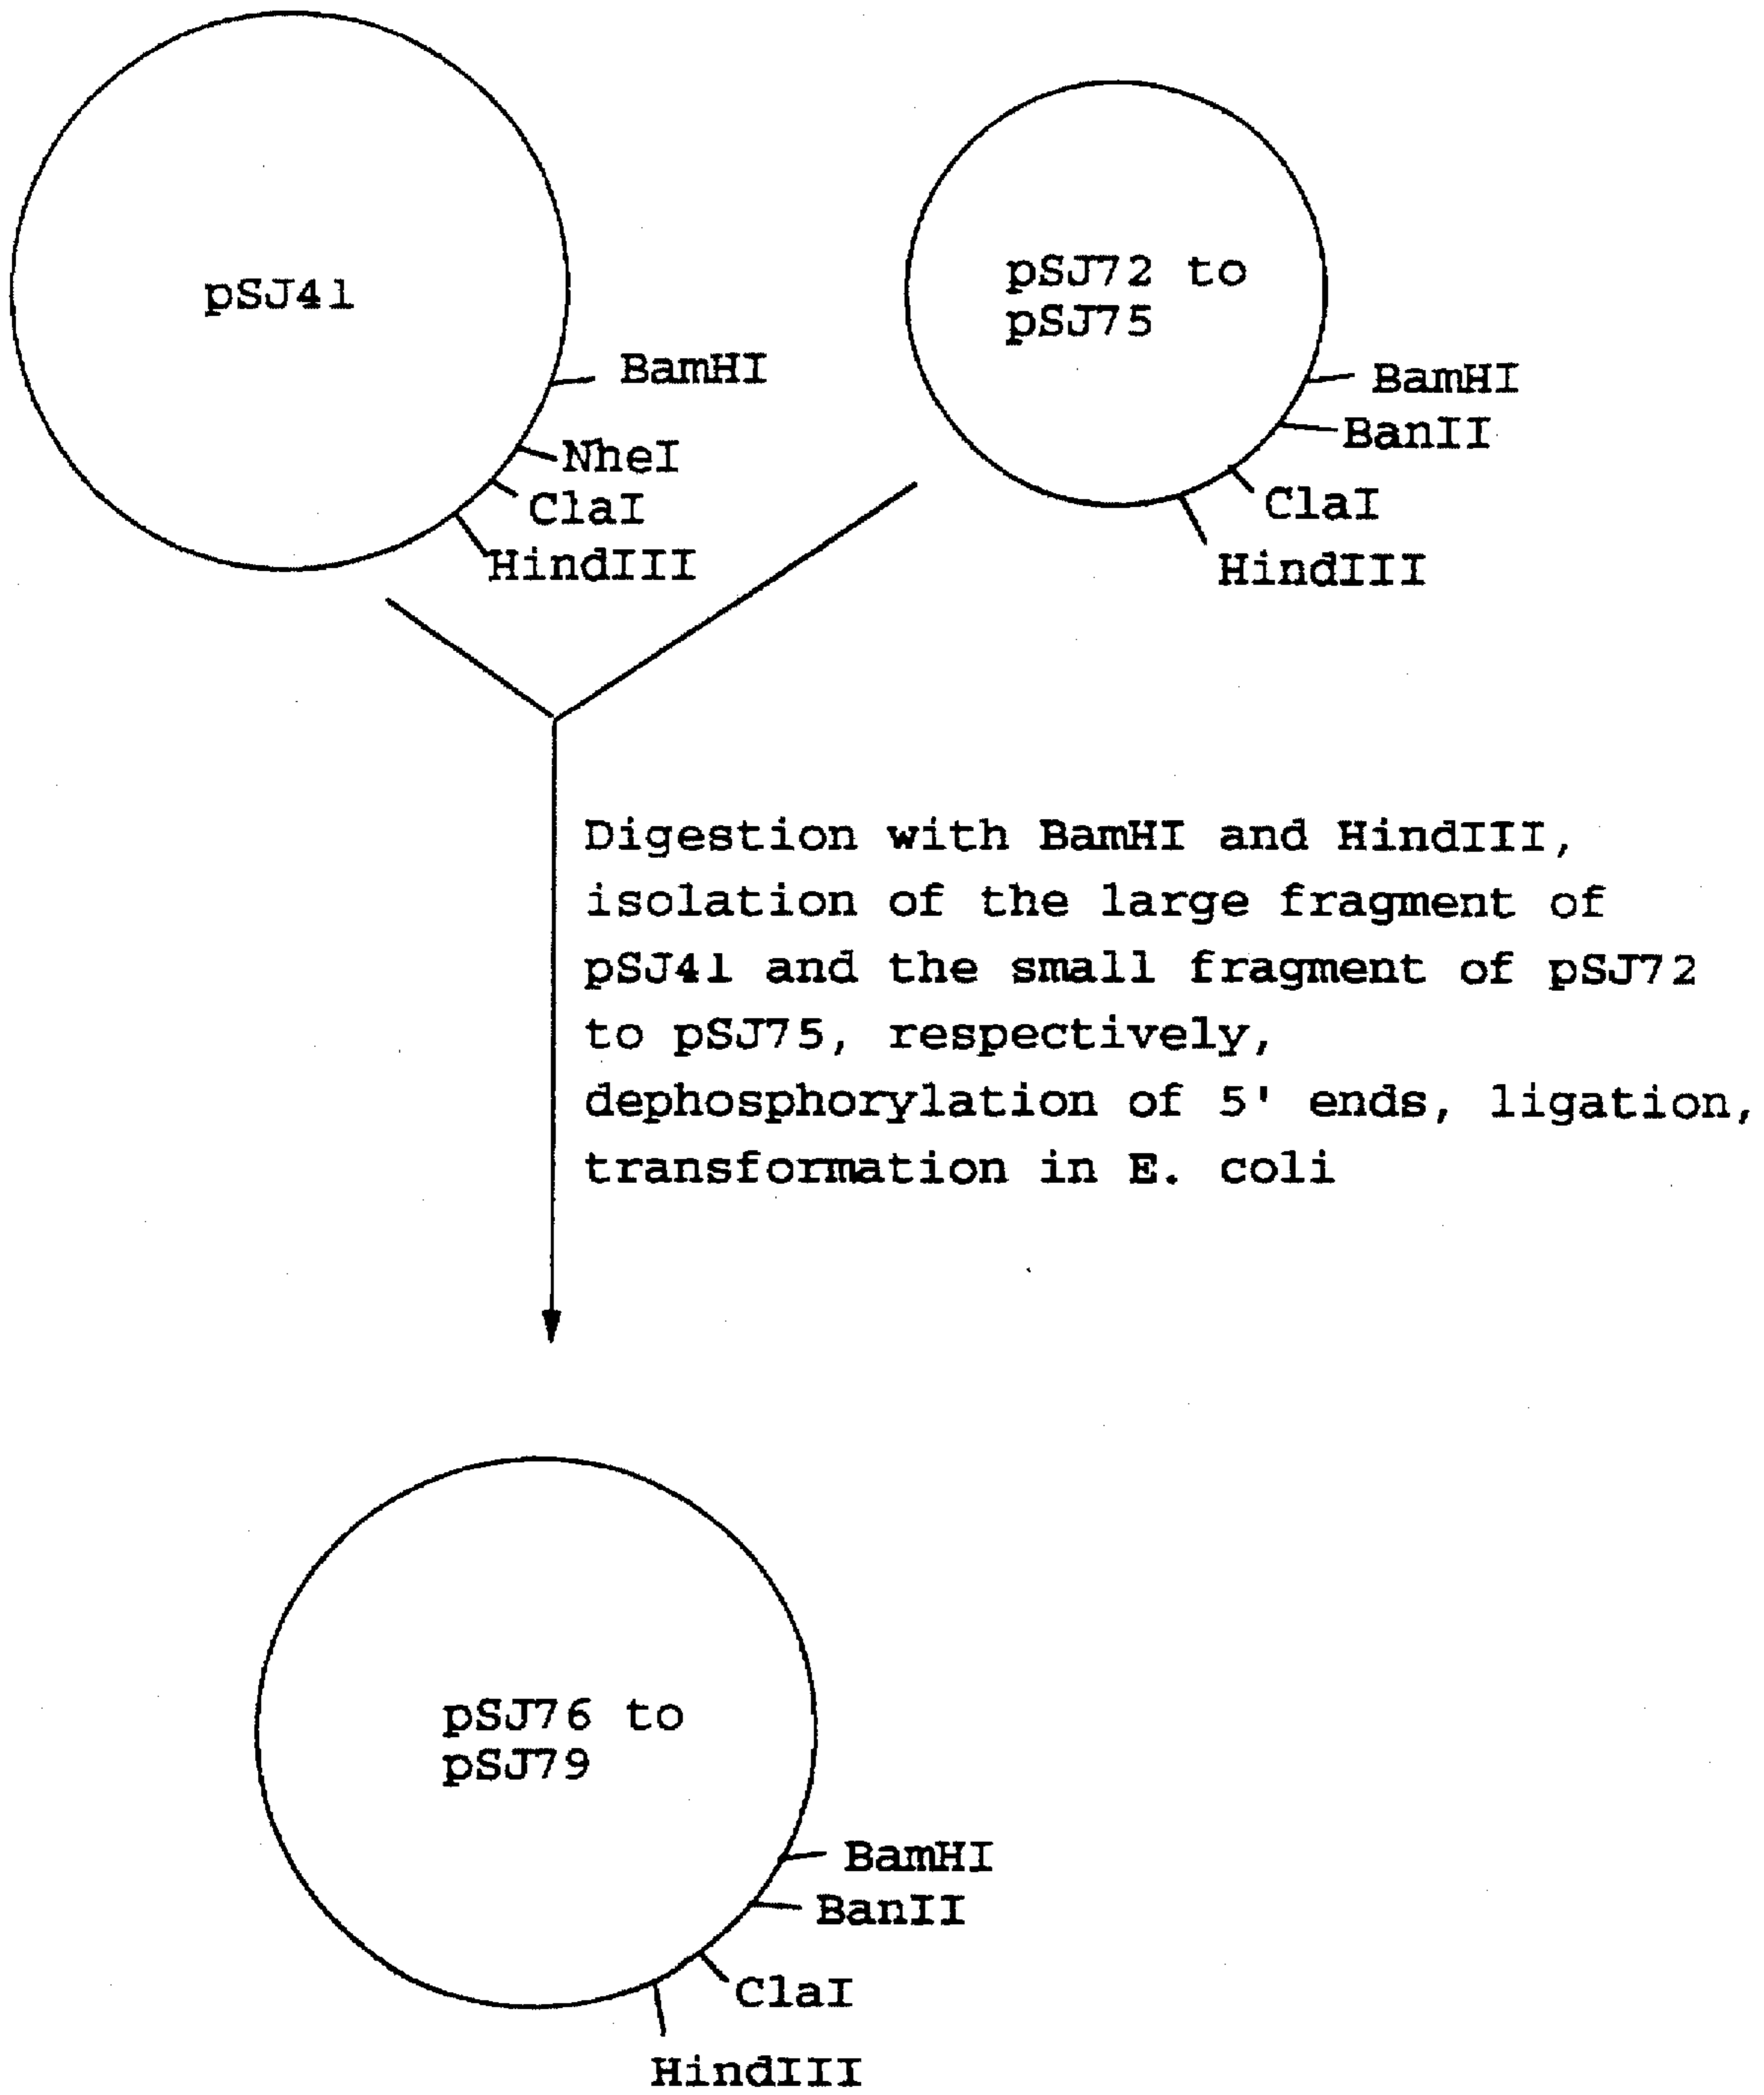 pSJ41
BamHI
NheI
ClaI
HindIII
pSJ72 to
pSJ75
BamHI
BanII
ClaI
HindIII
Digestion with BamHI and HindIII,
isolation of the large fragment of
pSJ41 and the small fragment of pSJ72
to pSJ75, respectively,
dephosphorylation of 5' ends, ligation,
transformation in E. coli
pSJ76 to
pSJ79
BamHI
BanII
ClaI
HindIII